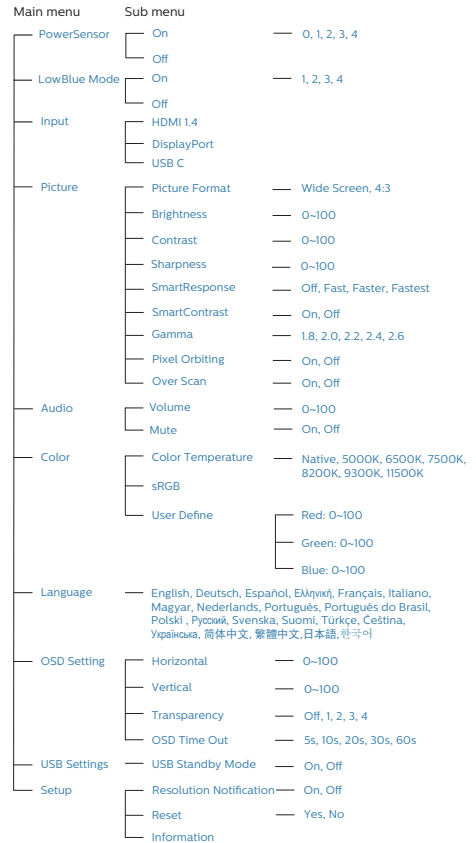 Main menu Sub menu
PowerSensor On 0, 1, 2, 3, 4
Off
LowBlue Mode On 1, 2, 3, 4
Off
Input HDMI 1.4
DisplayPort
USB C
Picture Picture Format Wide Screen, 4:3
Brightness 0~100
Contrast 0~100
Sharpness 0~100
SmartResponse Off, Fast, Faster, Fastest
SmartContrast On, Off
Gamma 1.8, 2.0, 2.2, 2.4, 2.6
Pixel Orbiting On, Off
Over Scan On, Off
Audio Volume 0~100
Mute On, Off
Color Color Temperature Native, 5000K, 6500K, 7500K,
8200K, 9300K, 11500K
sRGB
User Define Red: 0~100
Green: 0~100
Blue: 0~100
Language English, Deutsch, Español, Ελληνική, Français, Italiano,
Magyar, Nederlands, Português, Português do Brasil,
Polski , Русский, Svenska, Suomi, Türkçe, Čeština,
Українська, 简体中文, 繁體中文,日本語,한국어
OSD Setting Horizontal 0~100
Vertical 0~100
Transparency Off, 1, 2, 3, 4
OSD Time Out 5s, 10s, 20s, 30s, 60s
USB Settings USB Standby Mode On, Off
Setup Resolution Notification On, Off
Reset Yes, No
Information